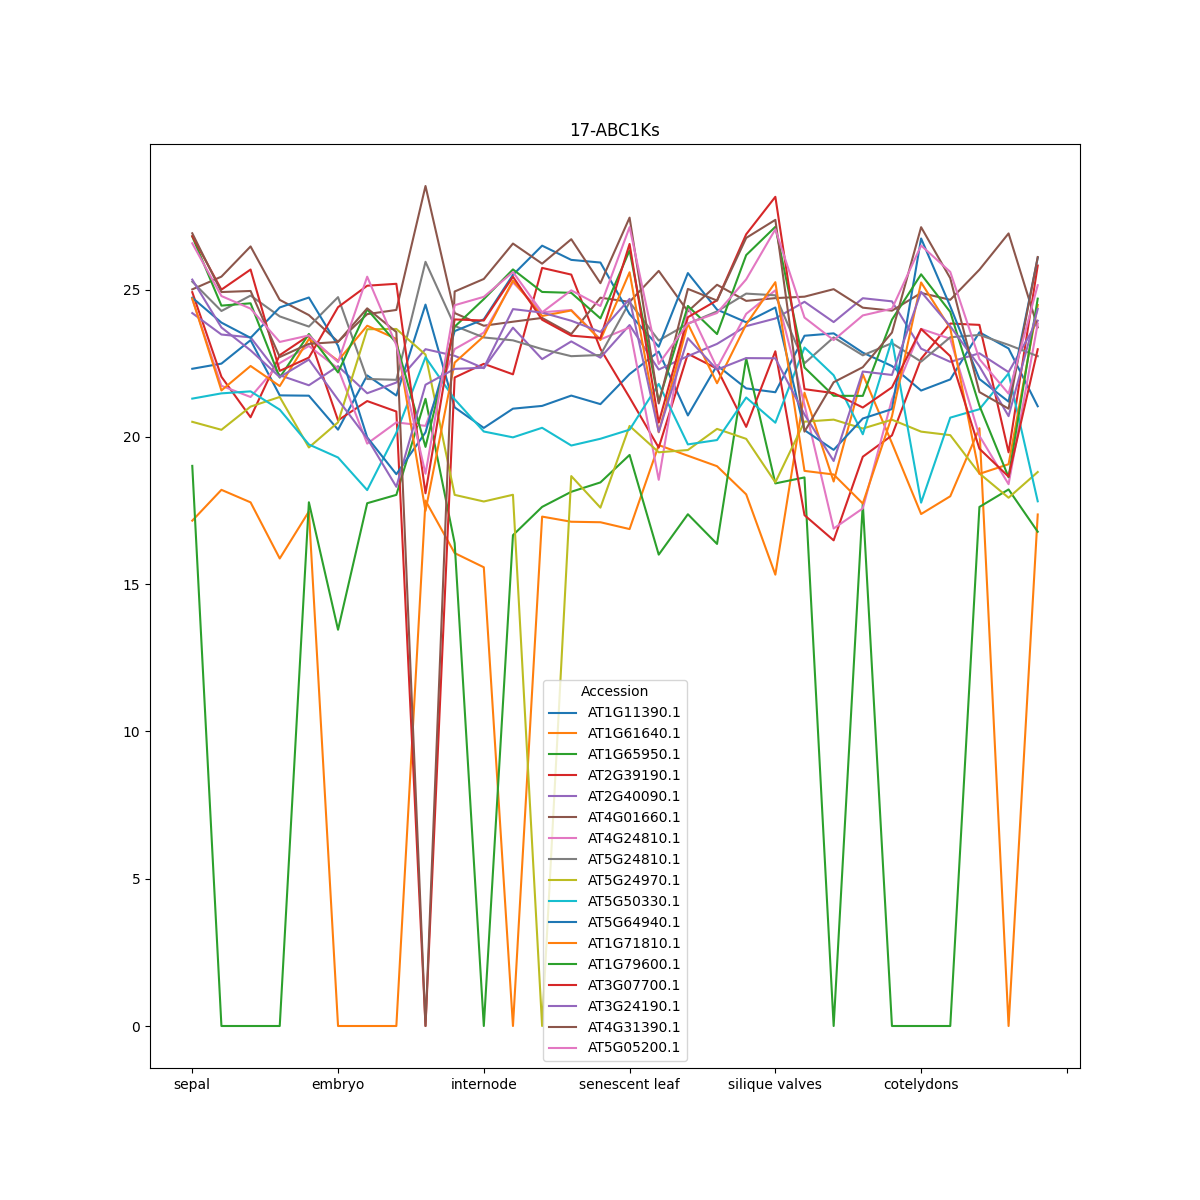 17-ABC1Ks
25
20
15
10
5
0
Accession
AT1G11390.1
AT1G61640.1
AT1G65950.1
AT2G39190.1
AT2G40090.1
AT4G01660.1
AT4G24810.1
AT5G24810.1
AT5G24970.1
AT5G50330.1
AT5G64940.1
AT1G71810.1
AT1G79600.1
AT3G07700.1
AT3G24190.1
AT4G31390.1
AT5G05200.1
sepal embryo internode senescent leaf silique valves cotelydons